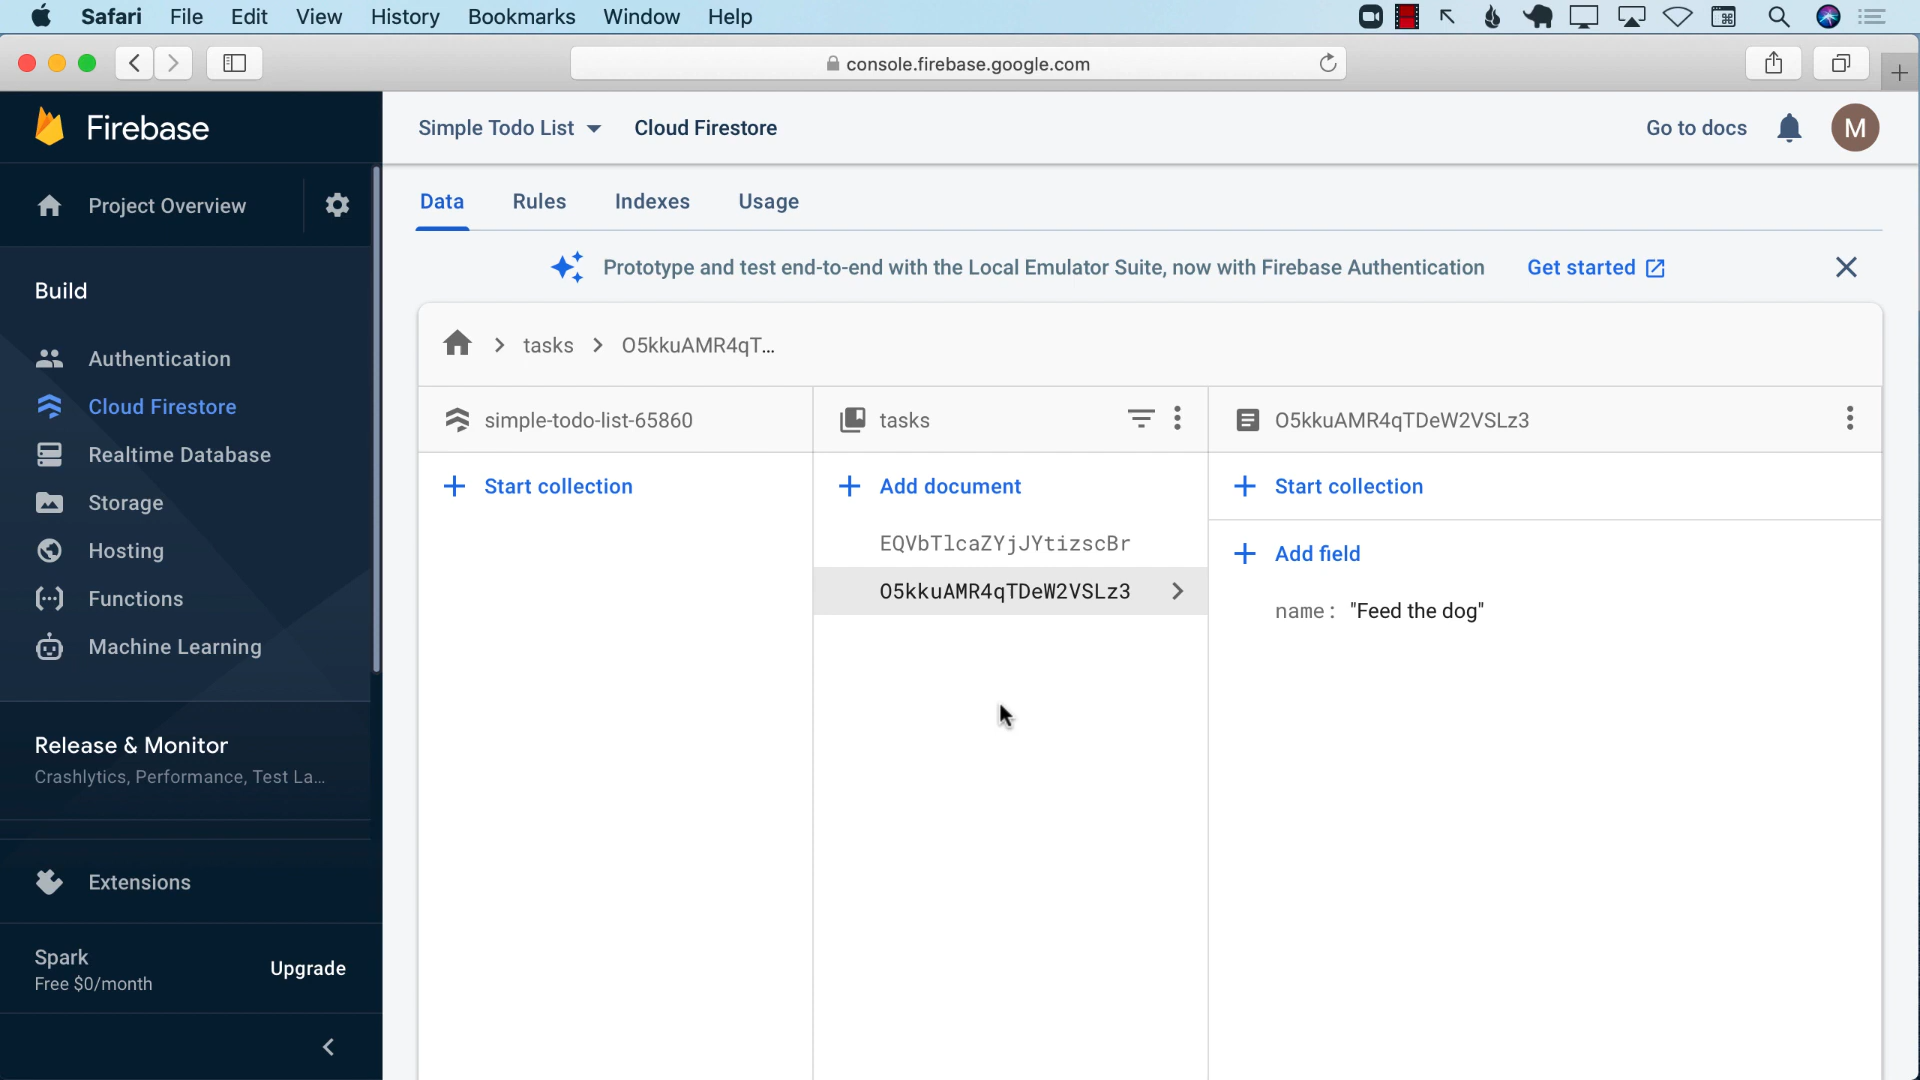 Safari File Edit View History Bookmarks Window Help
console.firebase.google.com
Firebase
Simple Todo List Cloud Firestore
Go to docs
M
Project Overview
Data Rules Indexes Usage
Prototype and test end-to-end with the Local Emulator Suite, now with Firebase Authentication Get started
Build
Authentication
Cloud Firestore
Realtime Database
Storage
Hosting
Functions
Machine Learning
Release & Monitor
Crashlytics, Performance, Test La...
Extensions
Spark
Free $0/month
Upgrade
tasks O5kkuAMR4qT...
simple-todo-list-65860
Start collection
tasks
Add document
EQVbTlcaZYjJYtizscBr
O5kkuAMR4qTDeW2VSLz3
O5kkuAMR4qTDeW2VSLz3
Start collection
Add field
name: "Feed the dog"